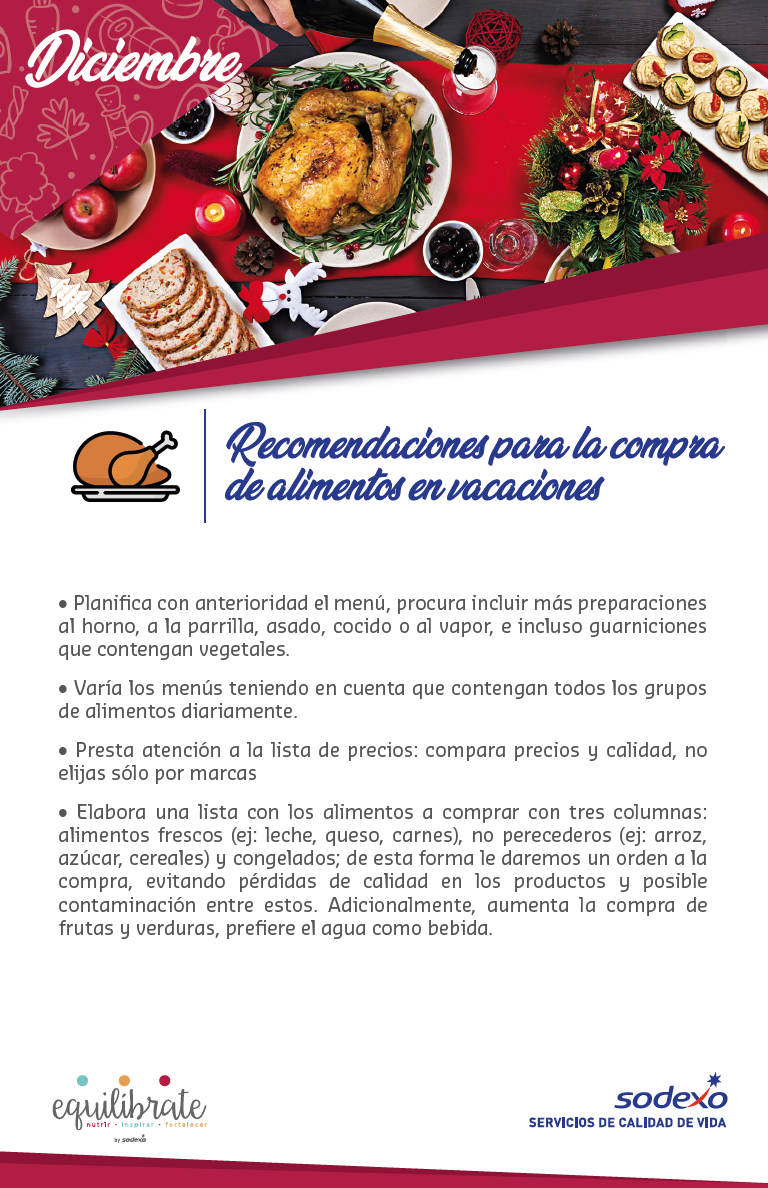 Diciembre
Recomendaciones para la compra
de alimentos en vacaciones
• Planifica con anterioridad el menú, procura incluir más preparaciones
al horno, a la parrilla, asado, cocido o al vapor, e incluso guarniciones
que contengan vegetales.
• Varía los menús teniendo en cuenta que contengan todos los grupos
de alimentos diariamente.
• Presta atención a la lista de precios: compara precios y calidad, no
elijas sólo por marcas
• Elabora una lista con los alimentos a comprar con tres columnas:
alimentos frescos (ej: leche, queso, carnes), no perecederos (ej: arroz,
azúcar, cereales) y congelados; de esta forma le daremos un orden a la
compra, evitando pérdidas de calidad en los productos y posible
contaminación entre estos. Adicionalmente, aumenta la compra de
frutas y verduras, prefiere el agua como bebida.
equilibrate
nutrir • inspirar • fortalecer
by sodexo
sodexo
SERVICIOS DE CALIDAD DE VIDA